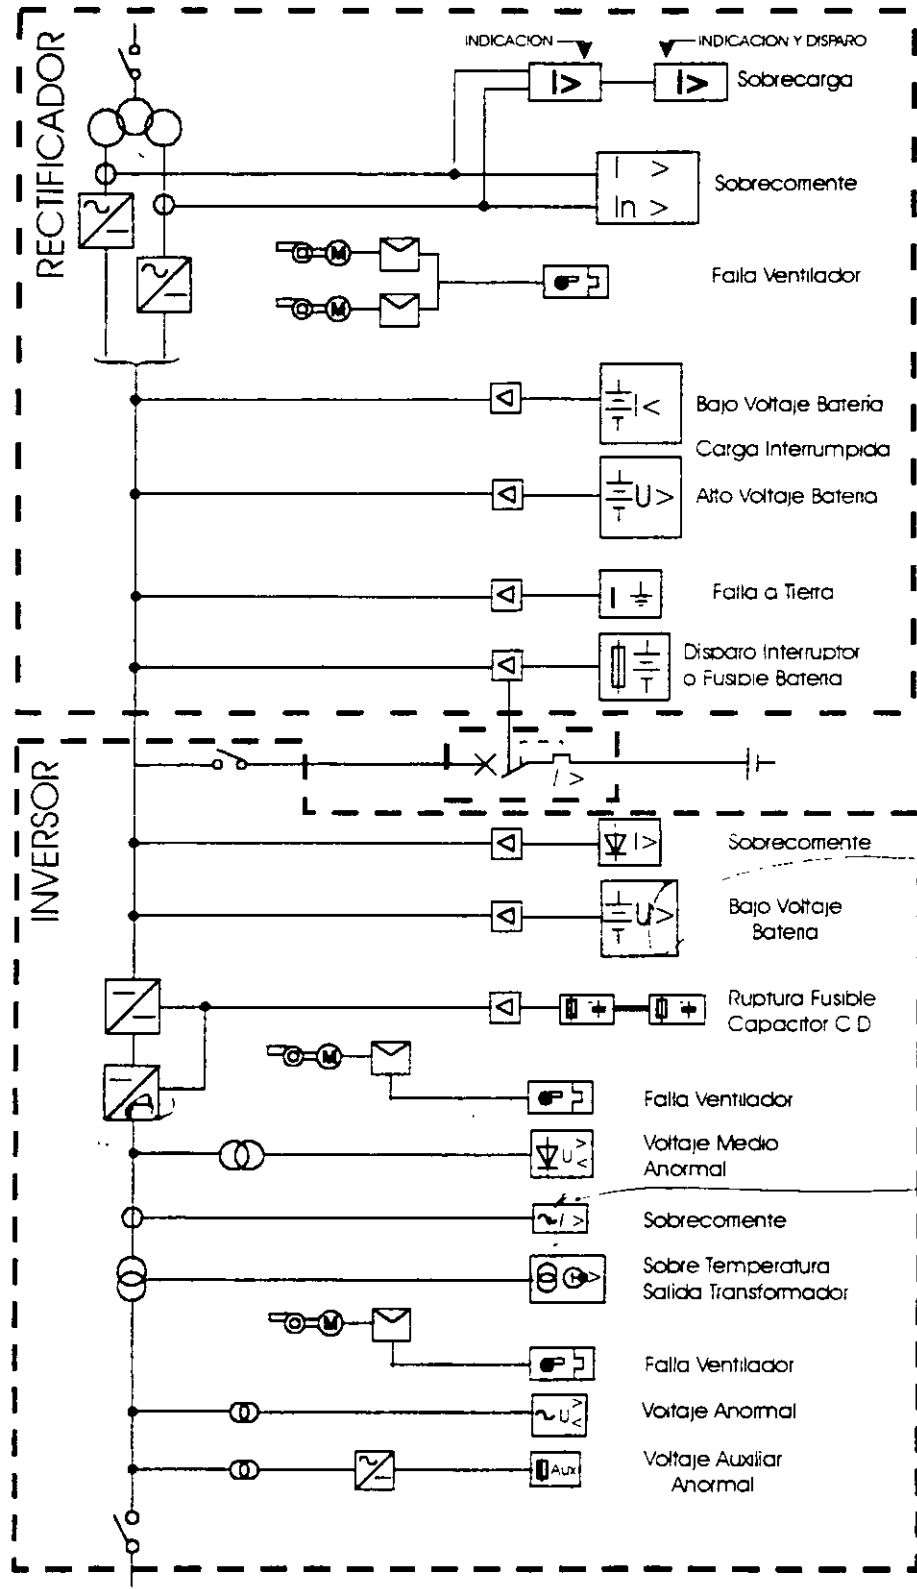 RECTIFICADOR
INDICACION
INDICACION Y DISPARO
I>
I>
Sobrecarga
I >
In >
Sobrecorriente
M
Falla Ventilador
M
I<
Bajo Voltaje Batería
Carga Interrumpida
U>
Alto Voltaje Bateria
I
Falla a Tierra
Disparo Interruptor
o Fusible Bateria
INVERSOR
I >
I>
Sobrecorriente
U>
Bajo Voltaje
Bateria
Ruptura Fusible
Capacitor C D
M
Falla Ventilador
U > <
Voltaje Medio
Anormal
~I >
Sobrecorriente
>
Sobre Temperatura
Salida Transformador
M
Falla Ventilador
~ U > <
Voltaje Anormal
Aux
Voltaje Auxiliar
Anormal